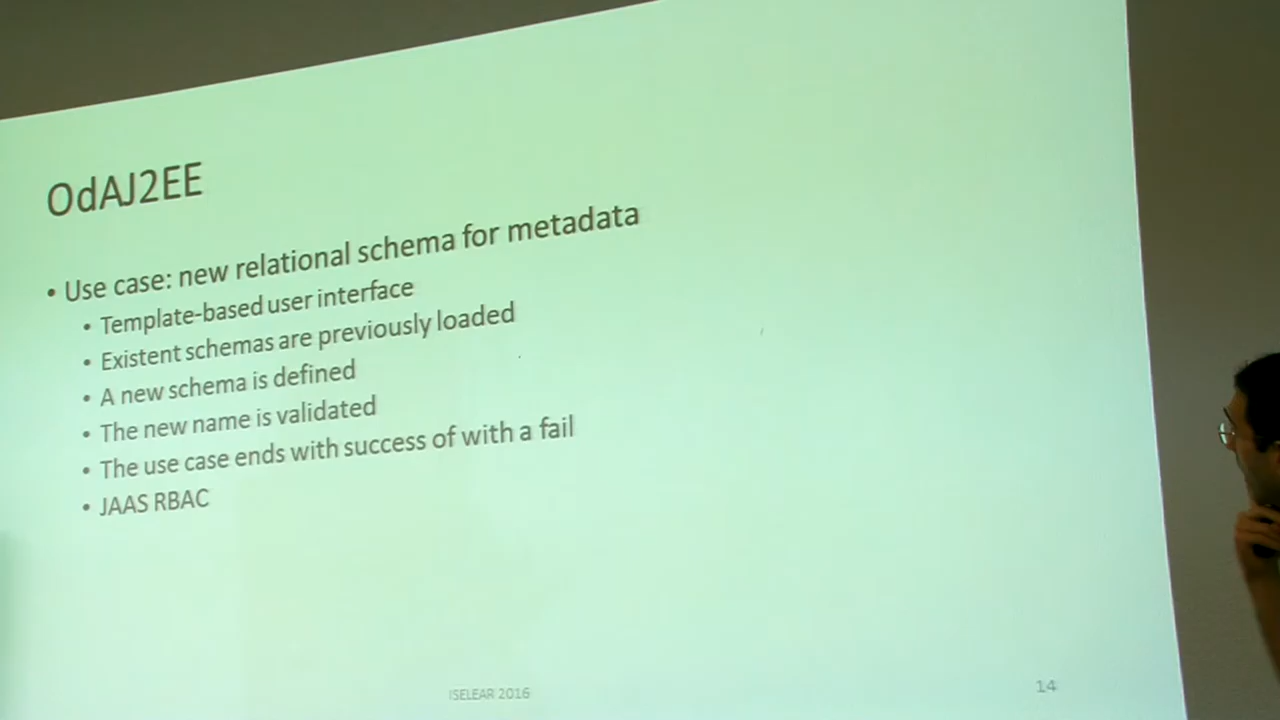 OdAJ2EE
• Use case: new relational schema for metadata
• Template-based user interface
• Existent schemas are previously loaded
• A new schema is defined
• The new name is validated
• The use case ends with success of with a fail
• JAAS RBAC
ISELEAR 2016
14